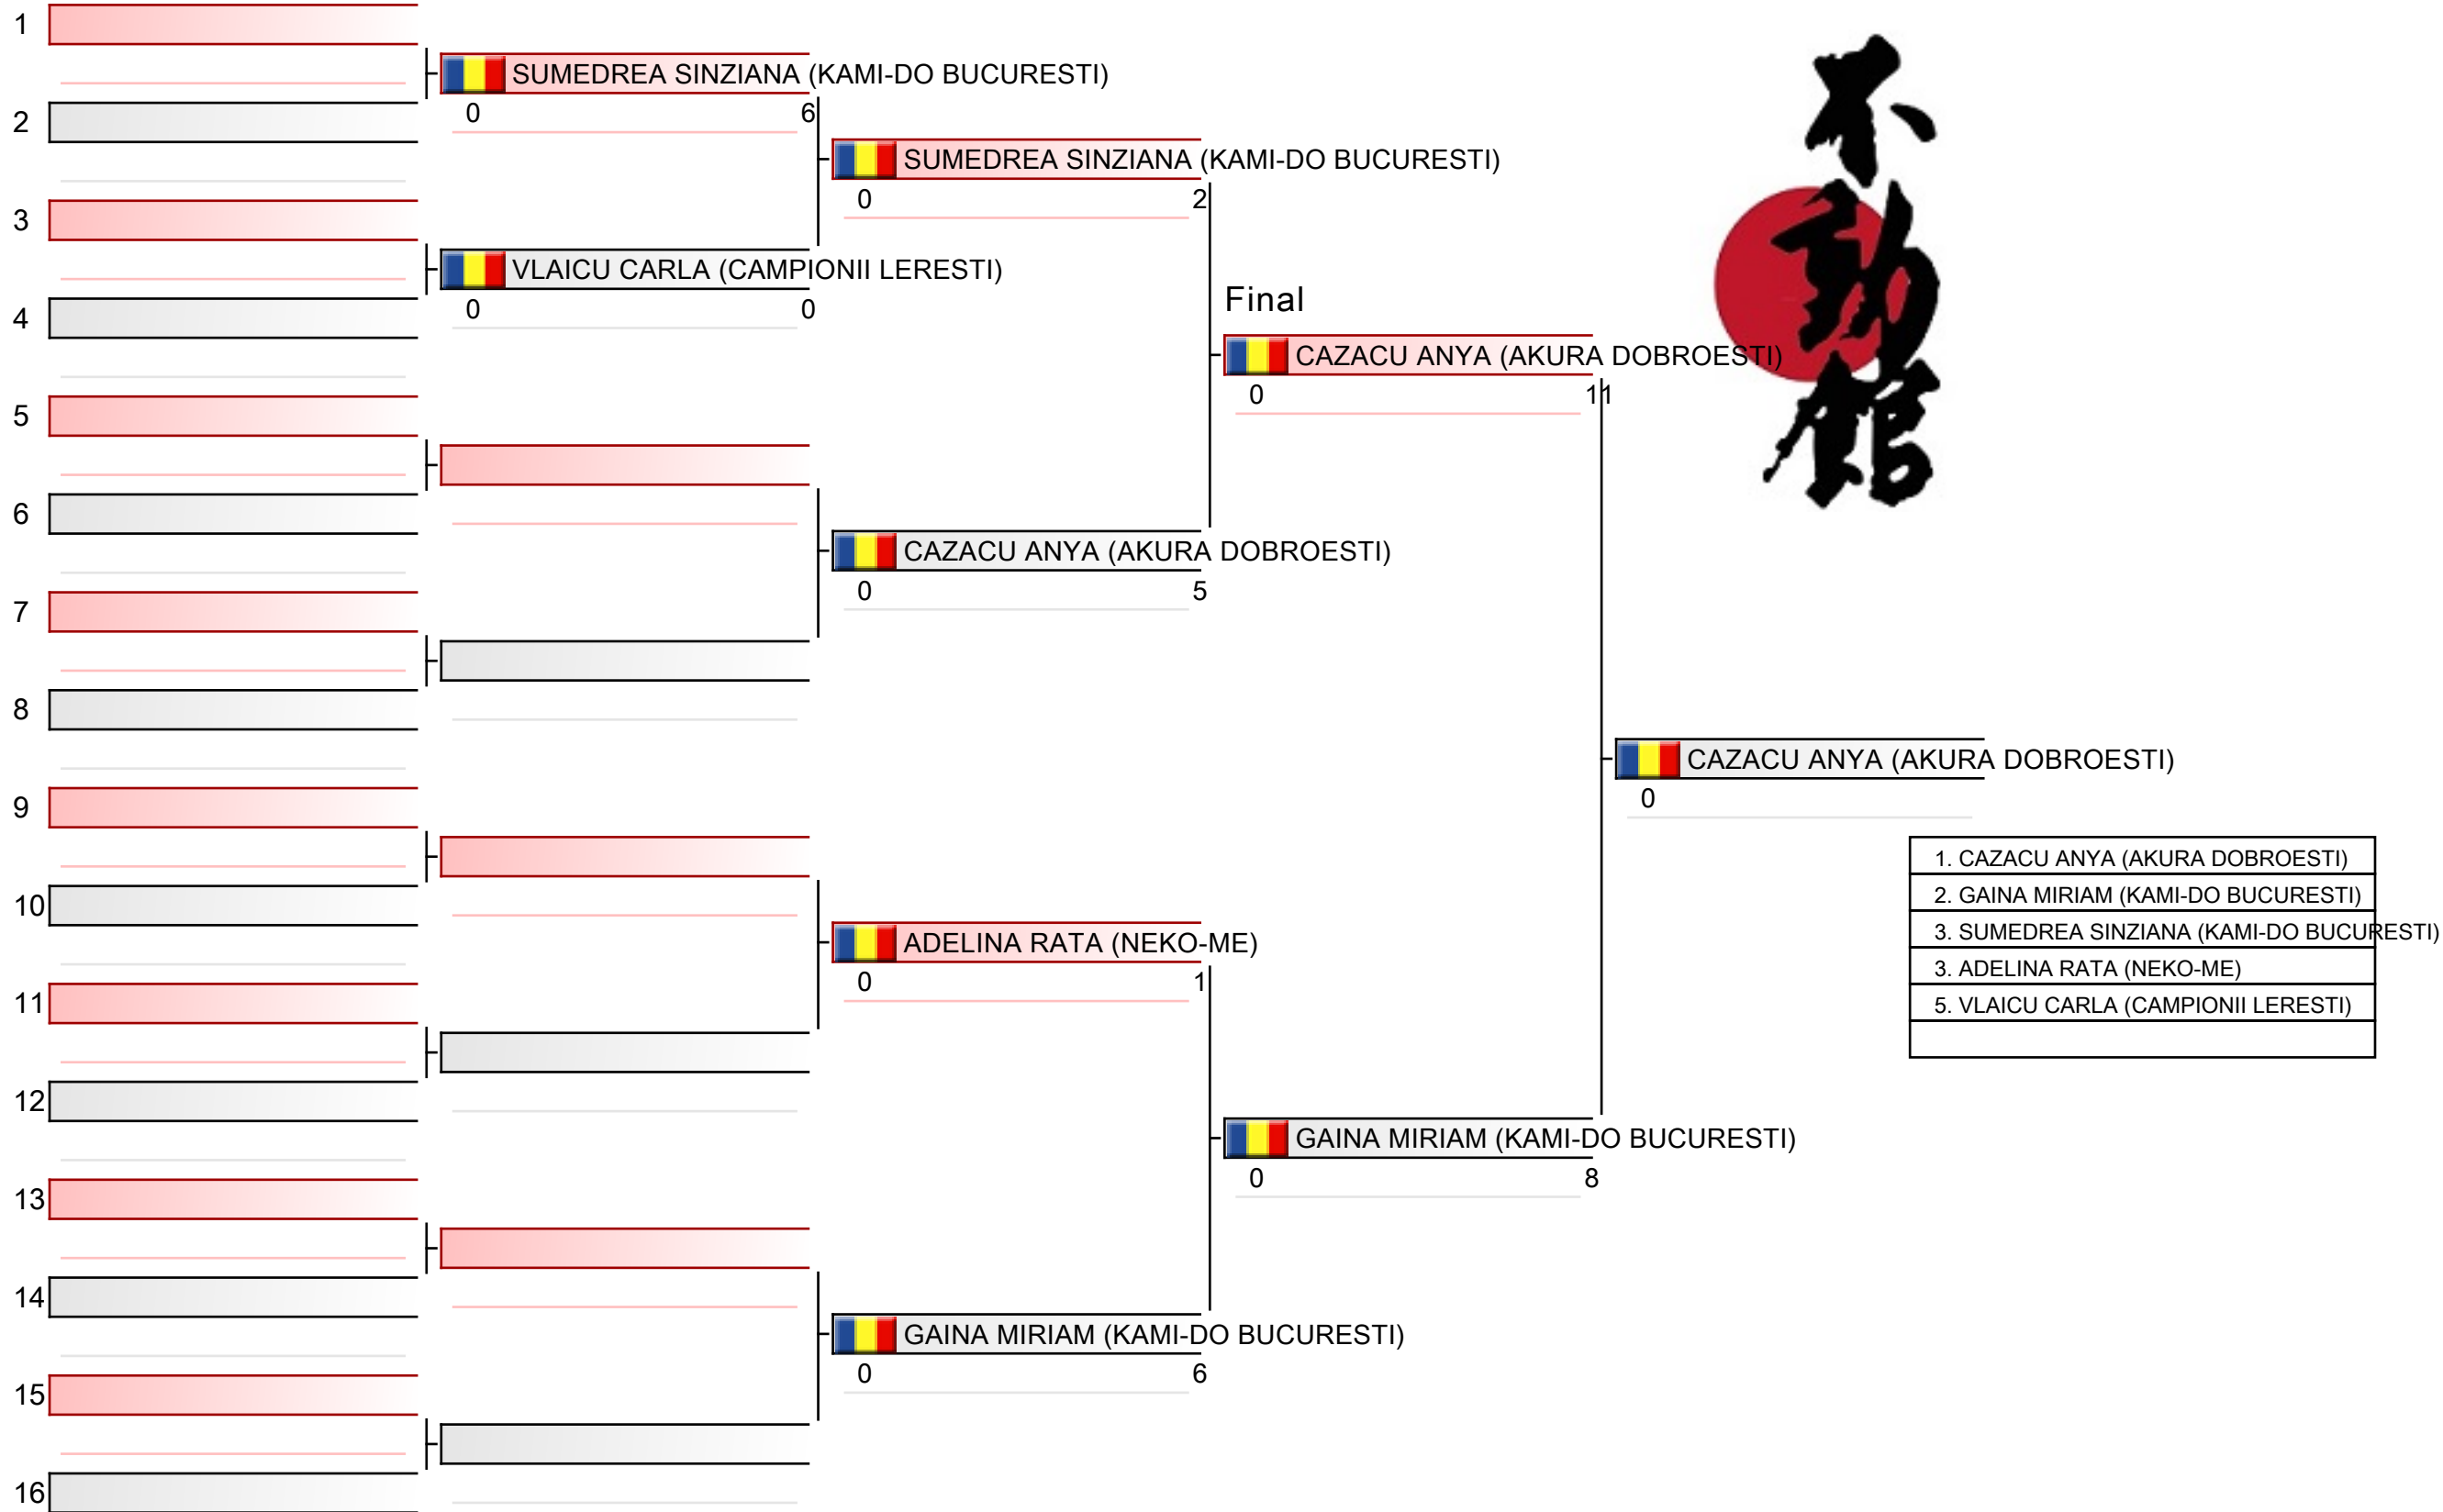 1
SUMEDREA SINZIANA (KAMI-DO BUCURESTI)
0 6
2
SUMEDREA SINZIANA (KAMI-DO BUCURESTI)
0 2
3
VLAICU CARLA (CAMPIONII LERESTI)
0 0
4
Final
CAZACU ANYA (AKURA DOBROESTI)
0 11
5
6
CAZACU ANYA (AKURA DOBROESTI)
0 5
7
8
CAZACU ANYA (AKURA DOBROESTI)
0
9
1. CAZACU ANYA (AKURA DOBROESTI)
2. GAINA MIRIAM (KAMI-DO BUCURESTI)
3. SUMEDREA SINZIANA (KAMI-DO BUCURESTI)
3. ADELINA RATA (NEKO-ME)
5. VLAICU CARLA (CAMPIONII LERESTI)
10
ADELINA RATA (NEKO-ME)
0 1
11
12
GAINA MIRIAM (KAMI-DO BUCURESTI)
0 8
13
14
GAINA MIRIAM (KAMI-DO BUCURESTI)
0 6
15
16
不動館